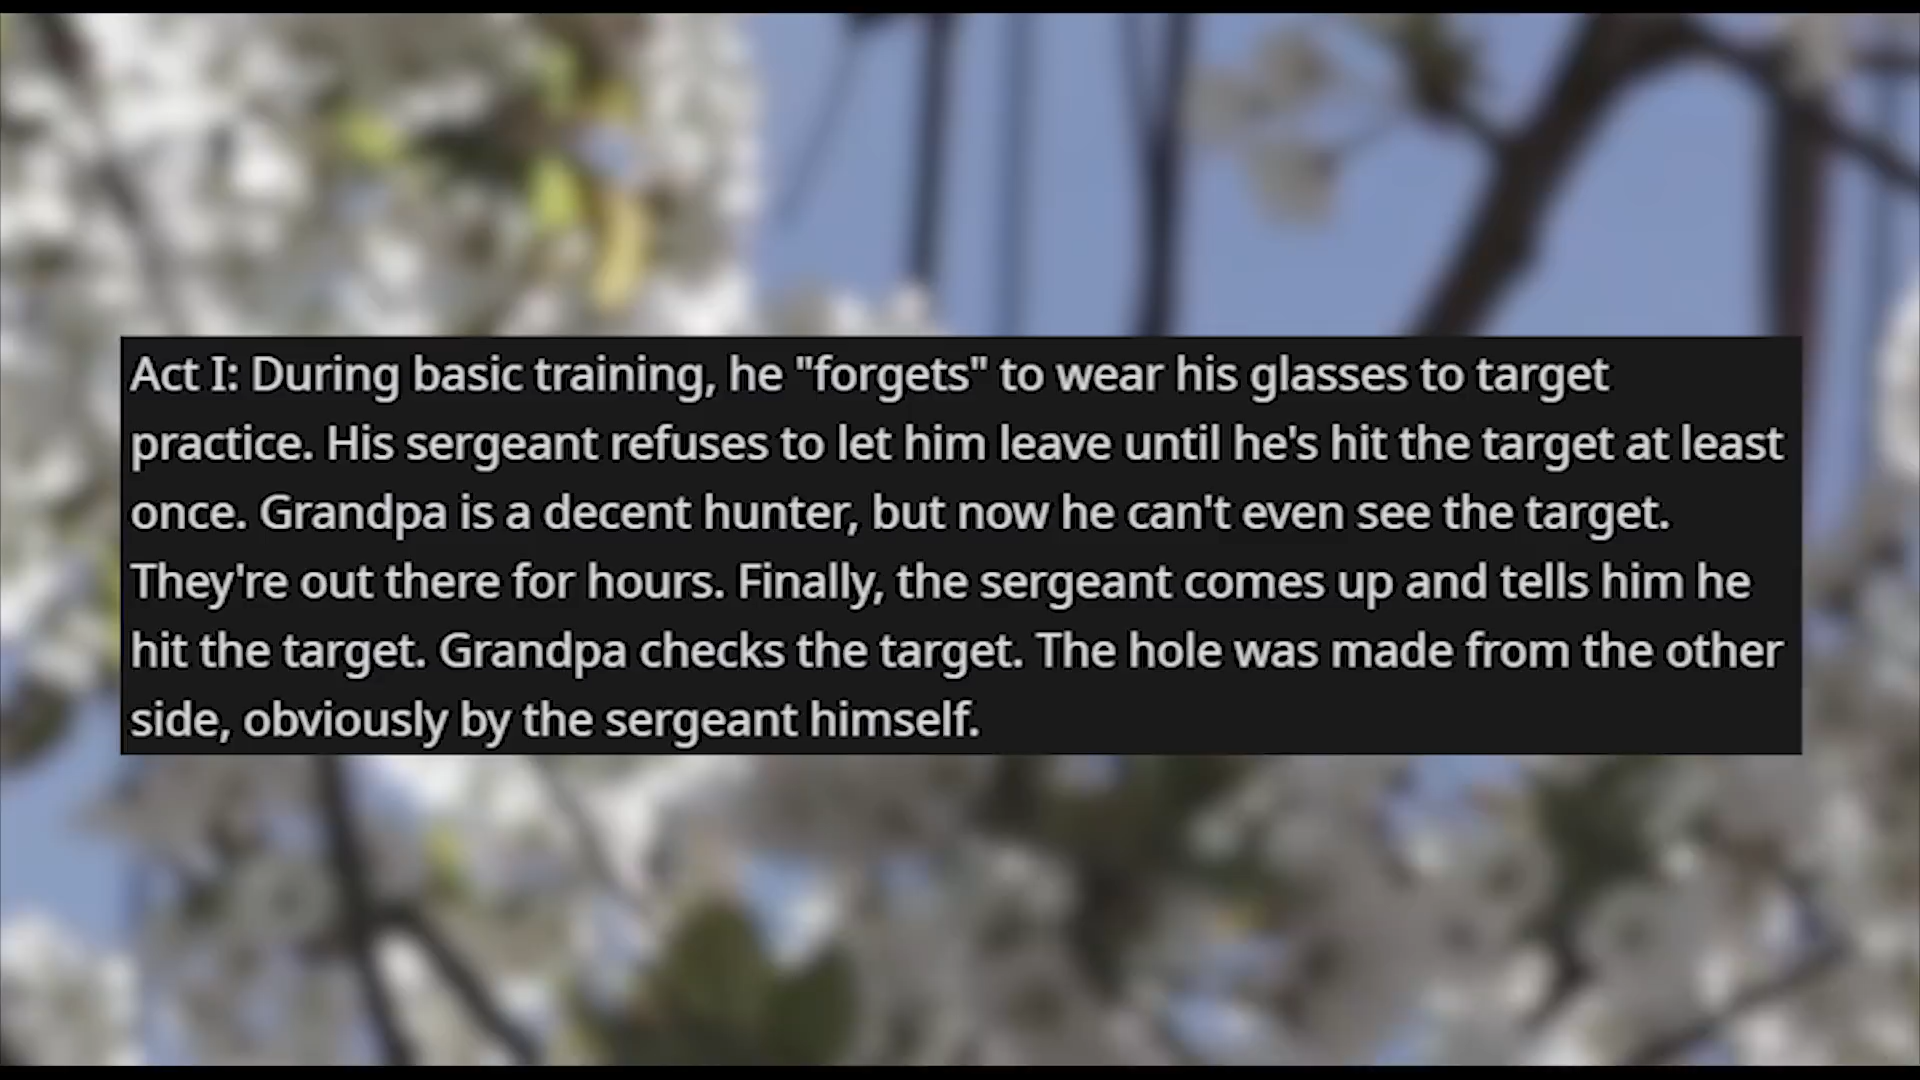 Act I: During basic training, he "forgets" to wear his glasses to target
practice. His sergeant refuses to let him leave until he's hit the target at least
once. Grandpa is a decent hunter, but now he can't even see the target.
They're out there for hours. Finally, the sergeant comes up and tells him he
hit the target. Grandpa checks the target. The hole was made from the other
side, obviously by the sergeant himself.